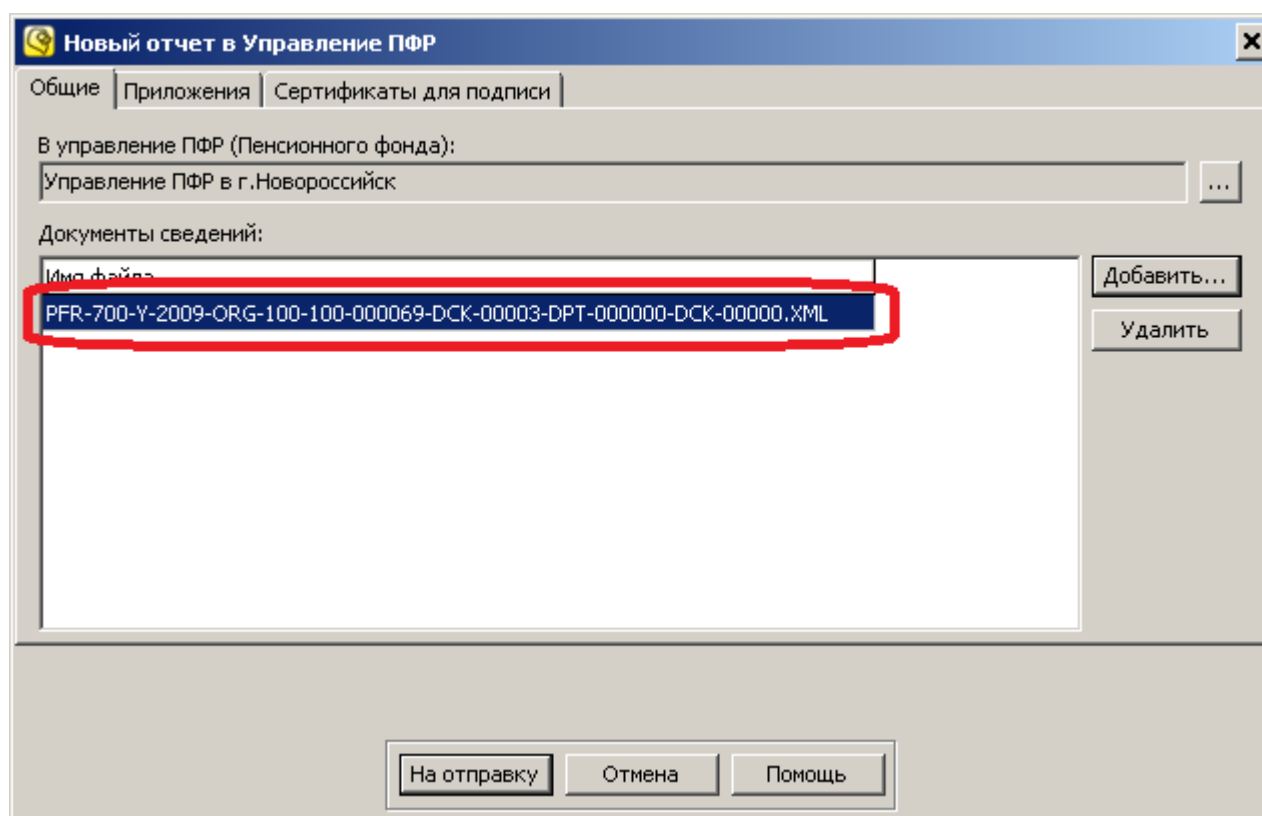 Новый отчет в Управление ПФР
Общие Приложения Сертификаты для подписи
В управление ПФР (Пенсионного фонда):
Управление ПФР в г.Новороссийск ...
Документы сведений:
Имя файла
Добавить...
PFR-700-Y-2009-ORG-100-100-000069-DCK-00003-DPT-000000-DCK-00000.XML
Удалить
На отправку Отмена Помощь